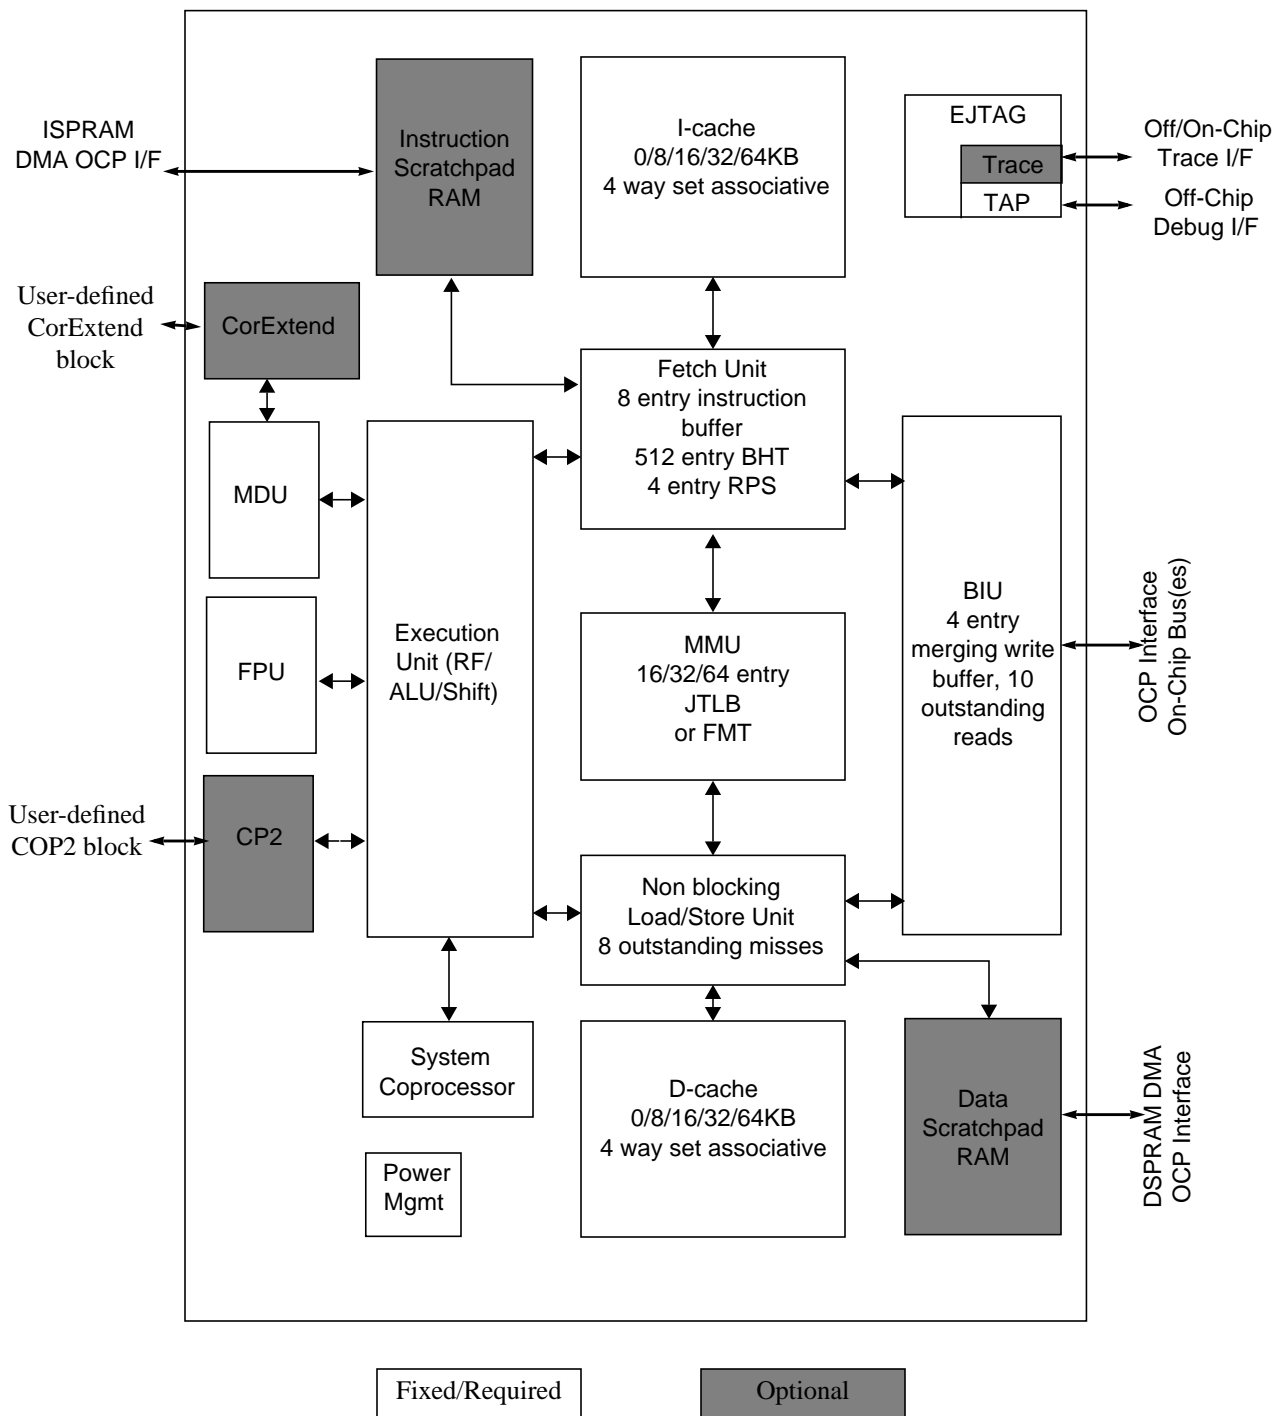 ISPRAM
DMA OCP I/F
Instruction
Scratchpad
RAM
I-cache
0/8/16/32/64KB
4 way set associative
EJTAG
Trace
TAP
Off/On-Chip
Trace I/F
Off-Chip
Debug I/F
User-defined
CorExtend
block
CorExtend
Fetch Unit
8 entry instruction
buffer
512 entry BHT
4 entry RPS
MDU
FPU
Execution
Unit (RF/
ALU/Shift)
MMU
16/32/64 entry
JTLB
or FMT
BIU
4 entry
merging write
buffer, 10
outstanding
reads
OCP Interface
On-Chip Bus(es)
User-defined
COP2 block
CP2
Non blocking
Load/Store Unit
8 outstanding misses
System
Coprocessor
D-cache
0/8/16/32/64KB
4 way set associative
Data
Scratchpad
RAM
DSPRAM DMA
OCP Interface
Power
Mgmt
Fixed/Required
Optional